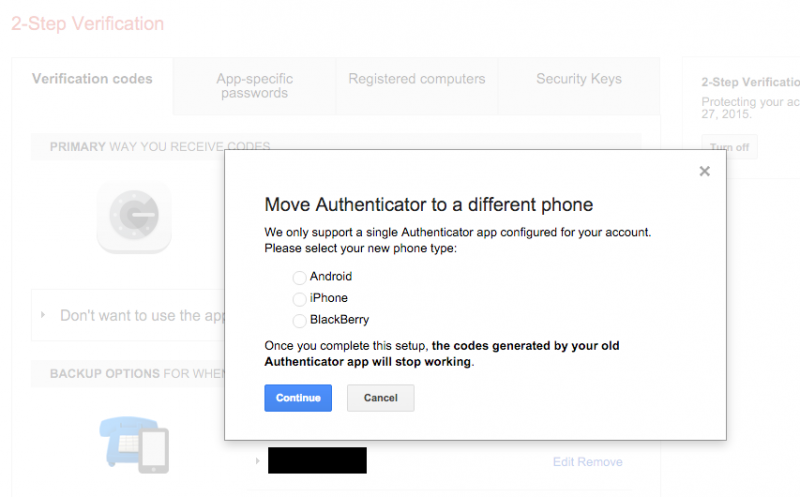 2-Step Verification
Verification codes
App-specific
passwords
Registered computers
Security Keys
2-Step
Protecting your
27, 2015.
Turn off
PRIMARY WAY YOU RECEIVE CODES
Move Authenticator to a different phone
We only support a single Authenticator app configured for your account.
Please select your new phone type:
Android
iPhone
BlackBerry
Don't want to use the
Once you complete this setup, the codes generated by your old
Authenticator app will stop working.
BACKUP OPTIONS FOR
Continue
Cancel
Edit Remove